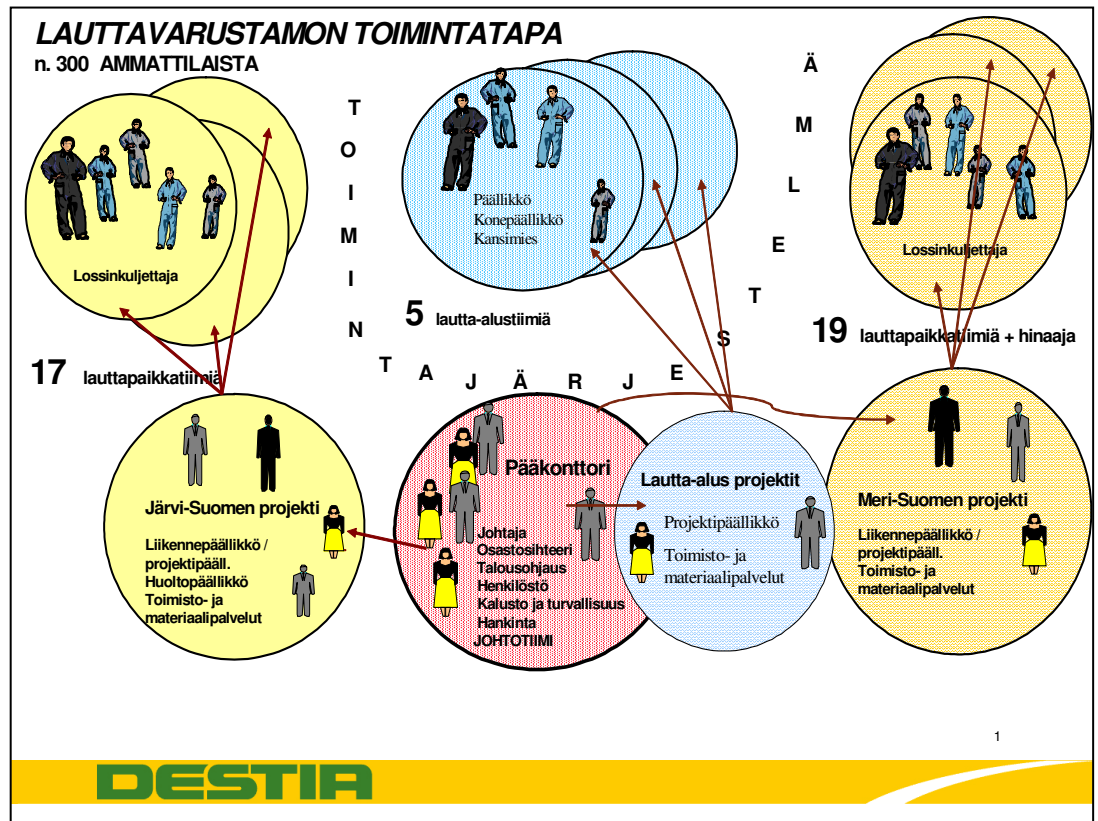 LAUTTAVARUSTAMON TOIMINTATAPA
n. 300 AMMATTILAISTA
T O I M I N T A J Ä R J E S T E L M Ä
Lossinkuljettaja
17 lauttapaikkatiimiä
Päällikkö
Konepäällikkö
Kansimies
5 lautta-alustiimiä
Lossinkuljettaja
19 lauttapaikkatiimiä + hinaaja
Järvi-Suomen projekti
Liikennepäällikkö /
projektipääll.
Huoltopäällikkö
Toimisto- ja
materiaalipalvelut
Pääkonttori
Johtaja
Osastosihteeri
Talousohjaus
Henkilöstö
Kalusto ja turvallisuus
Hankinta
JOHTOTIIMI
Lautta-alus projektit
Projektipäällikkö
Toimisto- ja
materiaalipalvelut
Meri-Suomen projekti
Liikennepäällikkö /
projektipääll.
Toimisto- ja
materiaalipalvelut
1
DESTIA